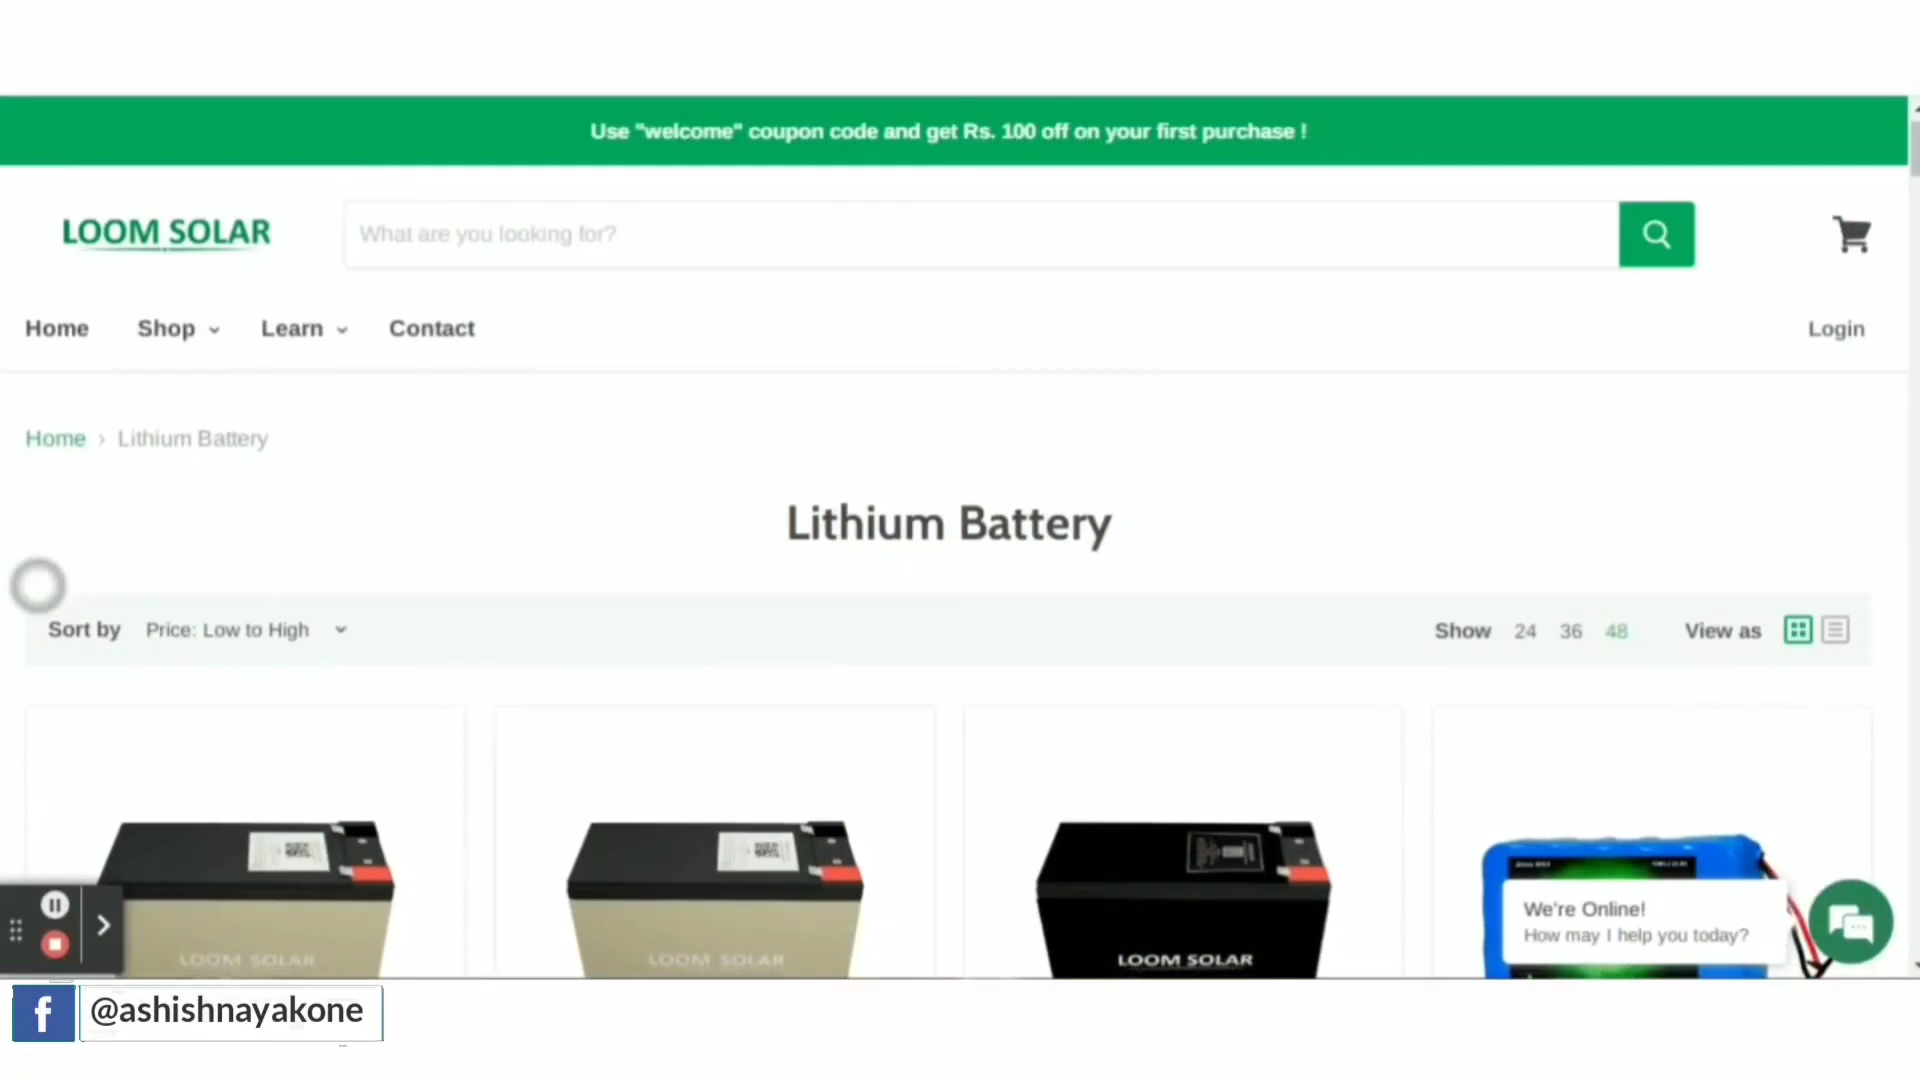 Use "welcome" coupon code and get Rs. 100 off on your first purchase !
LOOM SOLAR
What are you looking for?
Home
Shop
Learn
Contact
Login
Home › Lithium Battery
Lithium Battery
Sort by Price: Low to High
Show 24 36 48
View as
LOOM SOLAR
LOOM SOLAR
LOOM SOLAR
We're Online!
How may I help you today?
f @ashishnayakone